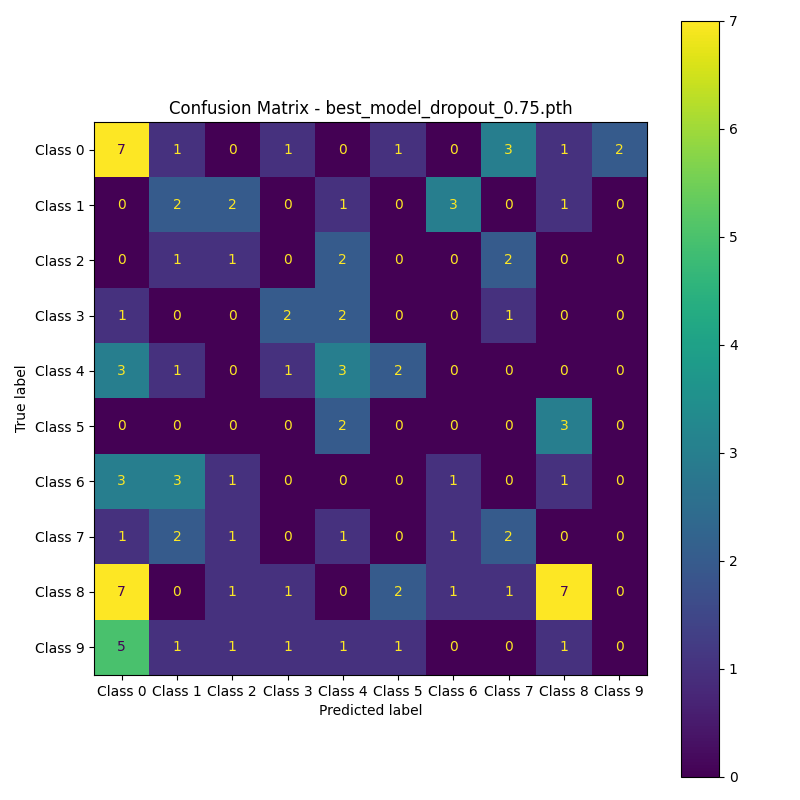 Confusion Matrix - best_model_dropout_0.75.pth
Class 0 7 1 0 1 0 1 0 3 1 2
Class 1 0 2 2 0 1 0 3 0 1 0
Class 2 0 1 1 0 2 0 0 2 0 0
Class 3 1 0 0 2 2 0 0 1 0 0
Class 4 3 1 0 1 3 2 0 0 0 0
Class 5 0 0 0 0 2 0 0 0 3 0
Class 6 3 3 1 0 0 0 1 0 1 0
Class 7 1 2 1 0 1 0 1 2 0 0
Class 8 7 0 1 1 0 2 1 1 7 0
Class 9 5 1 1 1 1 1 0 0 1 0
Class 0 Class 1 Class 2 Class 3 Class 4 Class 5 Class 6 Class 7 Class 8 Class 9
Predicted label
True label
7
6
5
4
3
2
1
0